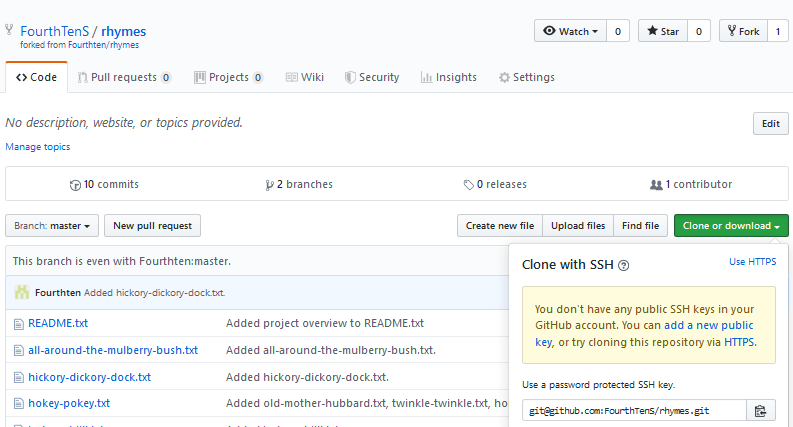 FourthTenS / rhymes
forked from Fourthten/rhymes
Watch 0 Star 0 Fork 1
Code Pull requests 0 Projects 0 Wiki Security Insights Settings
No description, website, or topics provided.
Edit
Manage topics
10 commits 2 branches 0 releases 1 contributor
Branch: master New pull request Create new file Upload files Find file Clone or download
This branch is even with Fourthten:master.
Fourthten Added hickory-dickory-dock.txt.
README.txt Added project overview to README.txt
all-around-the-mulberry-bush.txt Added all-around-the-mulberry-bush.txt.
hickory-dickory-dock.txt Added hickory-dickory-dock.txt.
hokey-pokey.txt Added old-mother-hubbard.txt, twinkle-twinkle.txt, ho
Clone with SSH ? Use HTTPS
You don't have any public SSH keys in your
GitHub account. You can add a new public
key, or try cloning this repository via HTTPS.
Use a password protected SSH key.
git@github.com:FourthTenS/rhymes.git